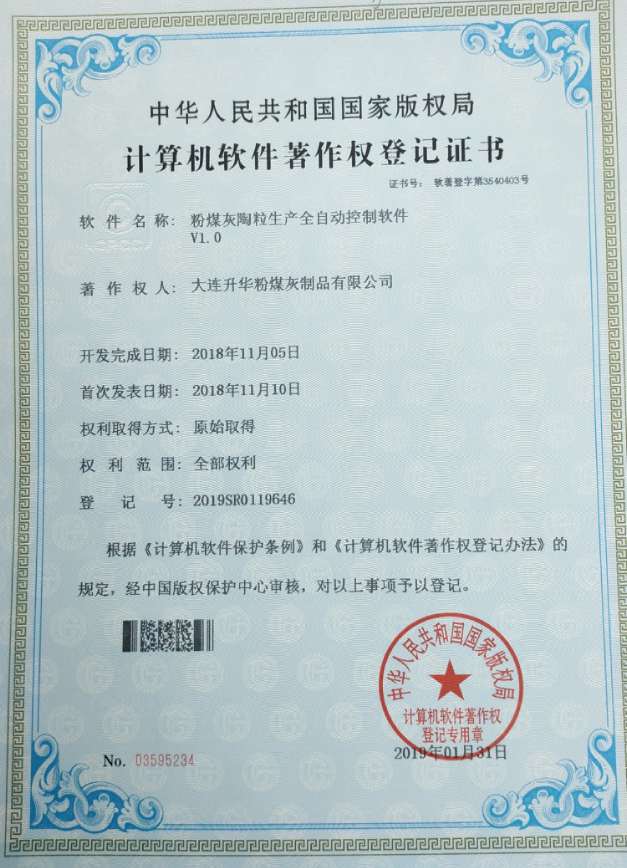 中华人民共和国国家版权局
计算机软件著作权登记证书
证书号： 软著登字第3540403号
软件名称： 粉煤灰陶粒生产全自动控制软件
V1.0
著作权人： 大连升华粉煤灰制品有限公司
开发完成日期： 2018年11月05日
首次发表日期： 2018年11月10日
权利取得方式： 原始取得
权利范围： 全部权利
登记号： 2019SR0119646
根据《计算机软件保护条例》和《计算机软件著作权登记办法》的
规定，经中国版权保护中心审核，对以上事项予以登记。
中华人民共和国国家版权局
计算机软件著作权
登记专用章
No. 03595234
2019年01月31日